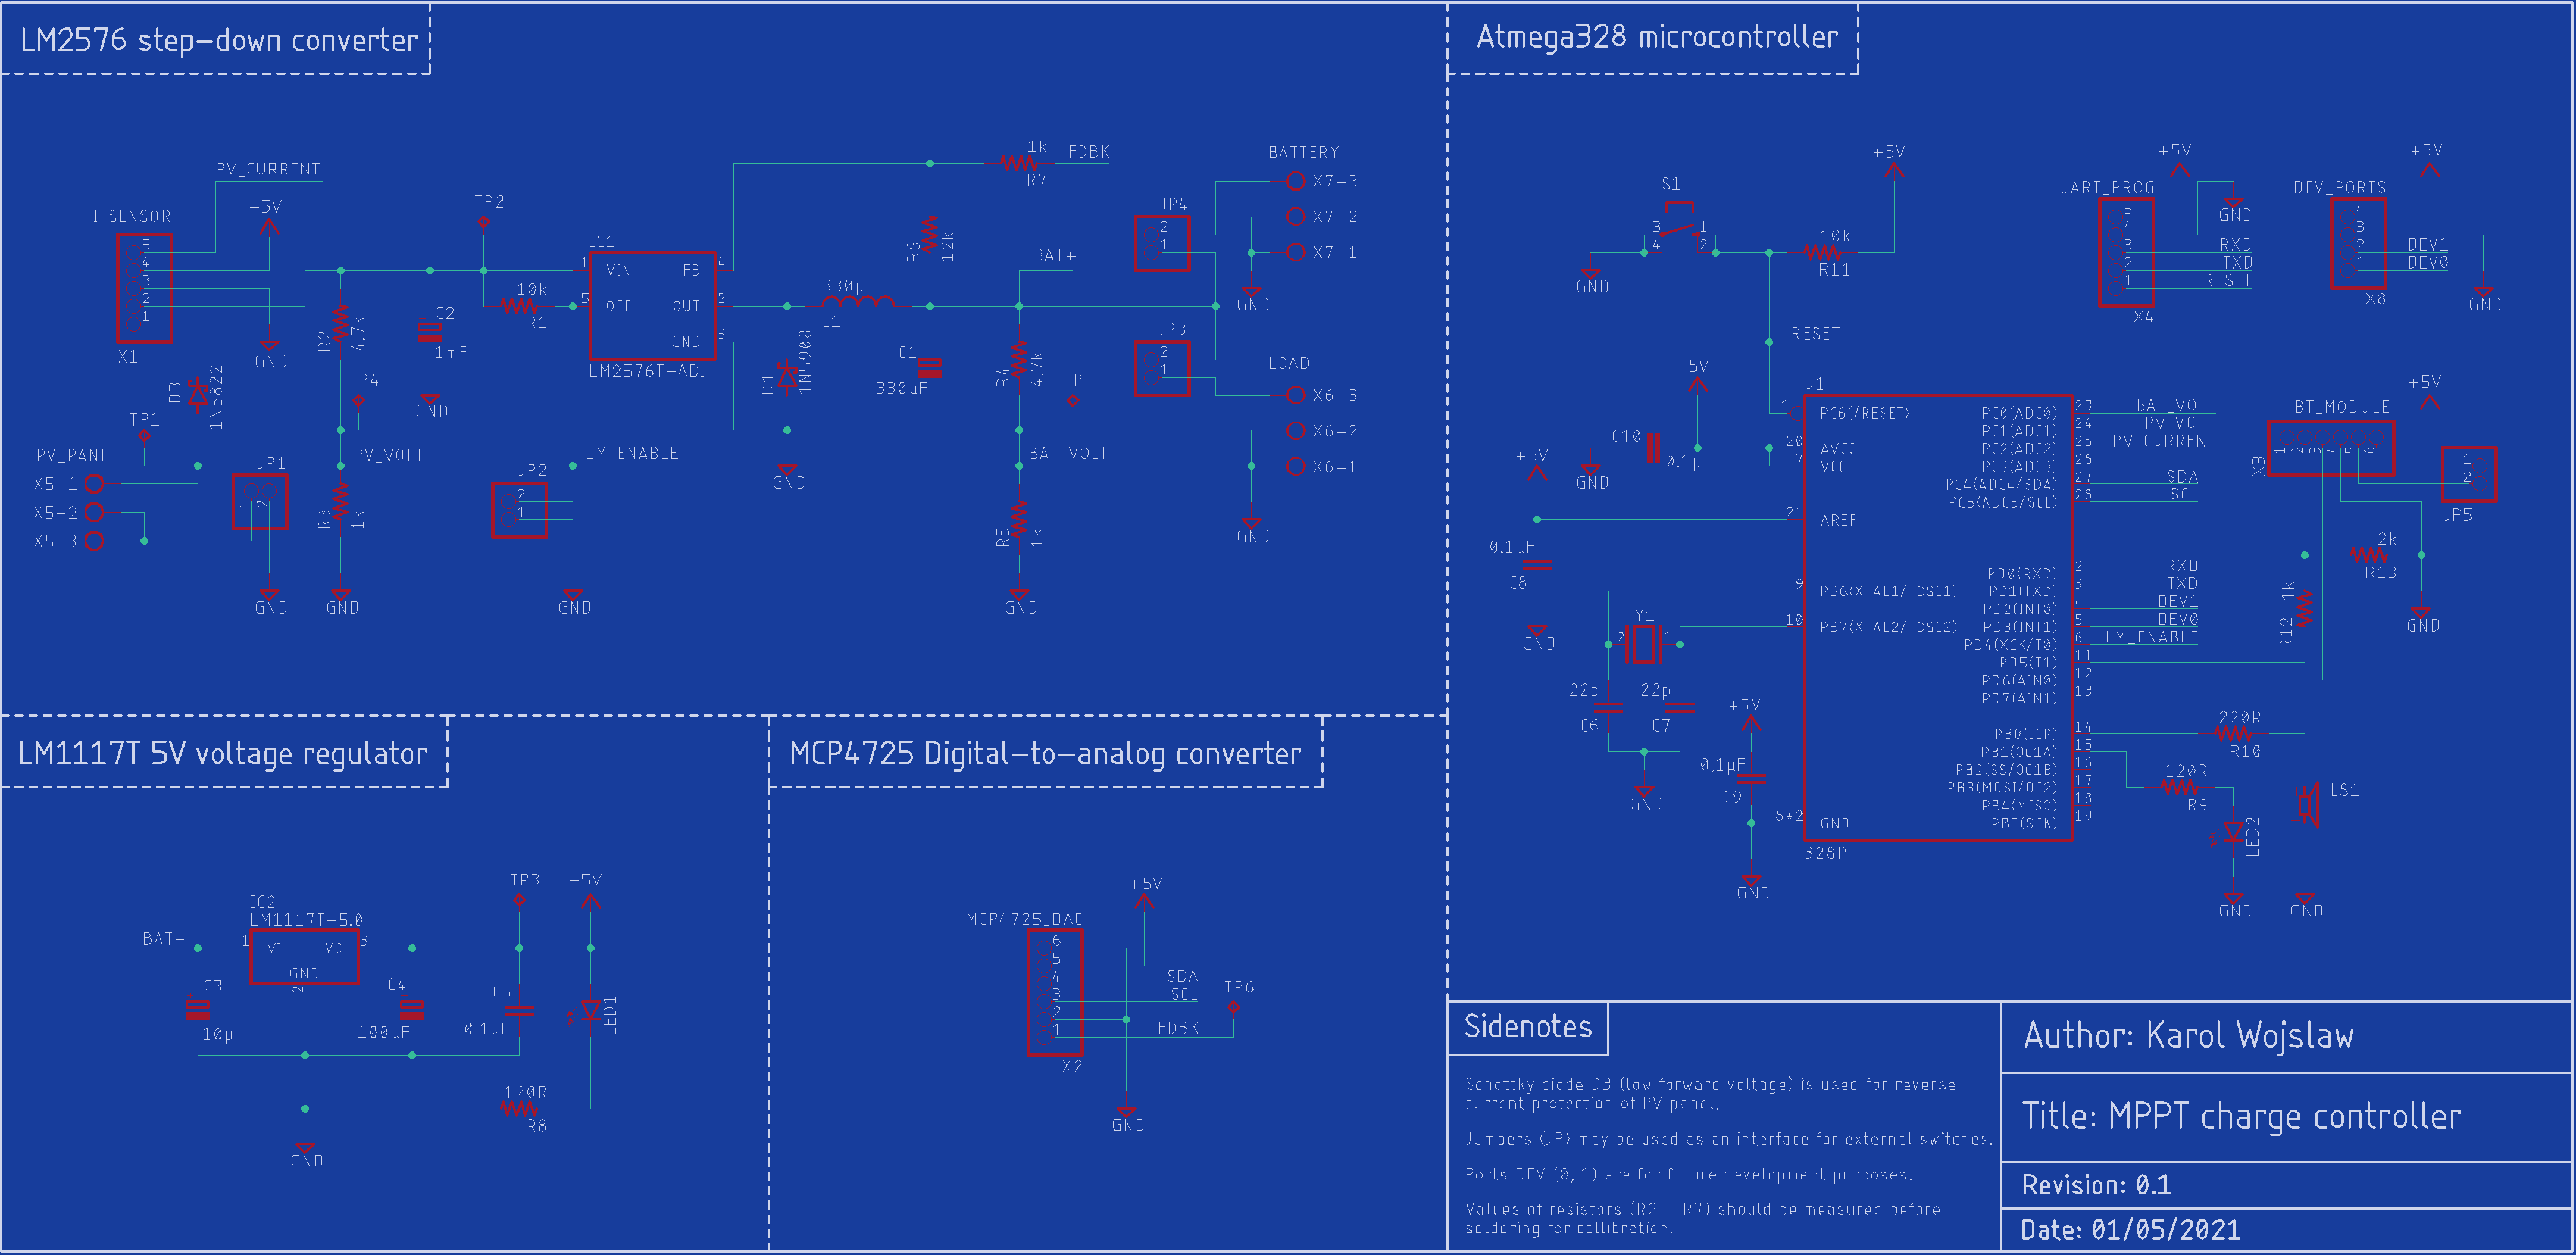 LM2576 step-down converter
PV_CURRENT
I_SENSOR
+5V
5
4
3
2
1
X1
GND
D3
1N5822
TP1
PV_PANEL
X5-1
X5-2
X5-3
JP1
1
2
GND
R2
4,7k
TP4
PV_VOLT
R3
1k
GND
C2
1mF
GND
TP2
10k
R1
LM_ENABLE
JP2
2
1
GND
IC1
1
VIN
FB
4
5
OFF
OUT
2
GND
3
LM2576T-ADJ
D1
1N5908
GND
330µH
L1
R6
12k
C1
330µF
1k
R7
FDBK
BAT+
R4
4,7k
TP5
BAT_VOLT
R5
1k
GND
JP4
2
1
JP3
2
1
BATTERY
X7-3
X7-2
X7-1
GND
LOAD
X6-3
X6-2
X6-1
GND
LM1117T 5V voltage regulator
BAT+
IC2
LM1117T-5.0
1
VI
VO
3
GND
2
C3
10µF
C4
100µF
C5
0.1µF
TP3
+5V
LED1
120R
R8
GND
MCP4725 Digital-to-analog converter
MCP4725_DAC
+5V
6
5
4
SDA
3
SCL
2
1
FDBK
TP6
X2
GND
Atmega328 microcontroller
S1
3
1
4
2
GND
10k
R11
+5V
RESET
+5V
C10
0.1µF
GND
+5V
0.1µF
C8
GND
Y1
2
1
22p
22p
C6
C7
GND
+5V
0.1µF
C9
GND
U1
1
PC6(/RESET)
20
AVCC
7
VCC
21
AREF
9
PB6(XTAL1/TOSC1)
10
PB7(XTAL2/TOSC2)
8*2
GND
PC0(ADC0)
23
BAT_VOLT
PC1(ADC1)
24
PV_VOLT
PC2(ADC2)
25
PV_CURRENT
PC3(ADC3)
26
PC4(ADC4/SDA)
27
SDA
PC5(ADC5/SCL)
28
SCL
PD0(RXD)
2
RXD
PD1(TXD)
3
TXD
PD2(INT0)
4
DEV1
PD3(INT1)
5
DEV0
PD4(XCK/T0)
6
LM_ENABLE
PD5(T1)
11
PD6(AIN0)
12
PD7(AIN1)
13
PB0(ICP)
14
PB1(OC1A)
15
PB2(SS/OC1B)
16
PB3(MOSI/OC2)
17
PB4(MISO)
18
PB5(SCK)
19
328P
UART_PROG
+5V
GND
5
4
3
RXD
2
TXD
1
RESET
X4
DEV_PORTS
+5V
4
3
2
DEV1
1
DEV0
X8
GND
BT_MODULE
+5V
X3
1
2
3
4
5
6
1
2
JP5
2k
R13
R12
1k
GND
220R
R10
120R
R9
LED2
LS1
GND
GND
Sidenotes
Schottky diode D3 (low forward voltage) is used for reverse
current protection of PV panel.
Jumpers (JP) may be used as an interface for external switches.
Ports DEV (0, 1) are for future development purposes.
Values of resistors (R2 - R7) should be measured before
soldering for callibration.
Author: Karol Wojslaw
Title: MPPT charge controller
Revision: 0.1
Date: 01/05/2021